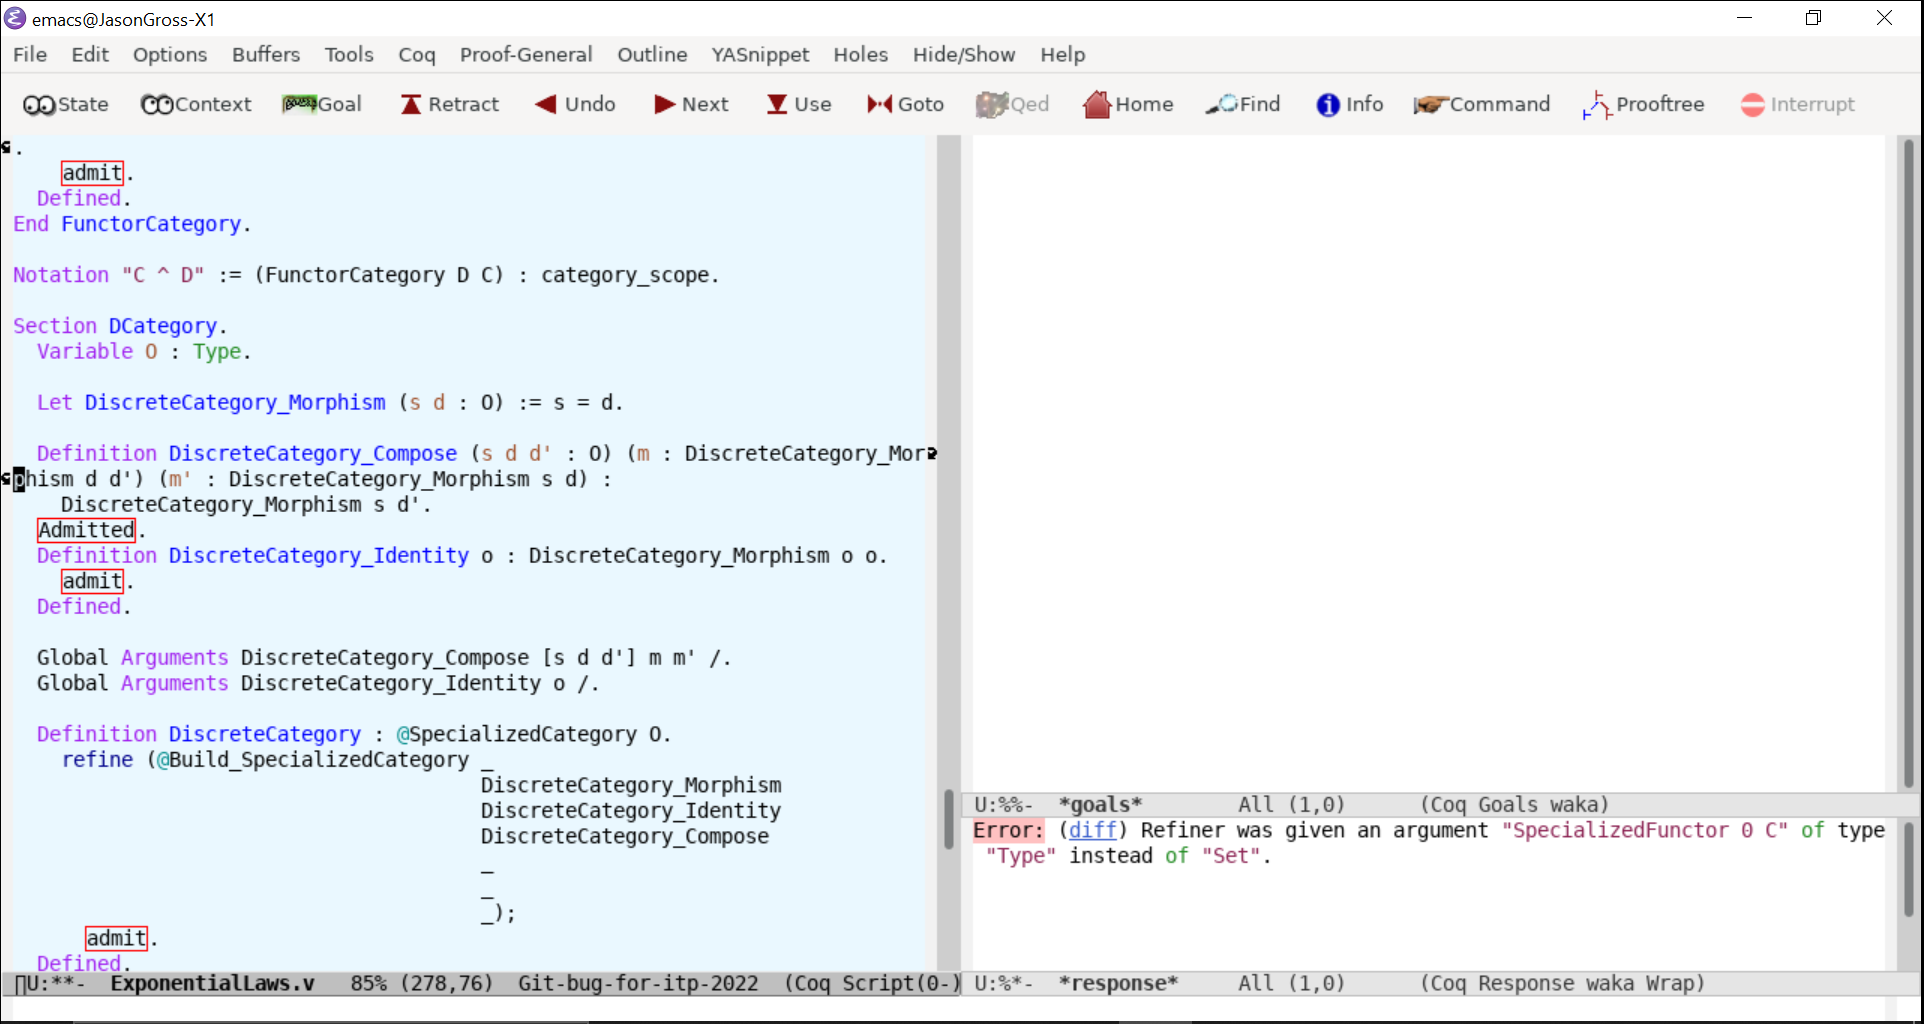 emacs@JasonGross-X1
File Edit Options Buffers Tools Coq Proof-General Outline YASnippet Holes Hide/Show Help
State Context Goal Retract Undo Next Use Goto Qed Home Find Info Command Prooftree Interrupt
.
    admit.
  Defined.
End FunctorCategory.
Notation "C ^ D" := (FunctorCategory D C) : category_scope.
Section DCategory.
  Variable O : Type.
  Let DiscreteCategory_Morphism (s d : O) := s = d.
  Definition DiscreteCategory_Compose (s d d' : O) (m : DiscreteCategory_Mor
phism d d') (m' : DiscreteCategory_Morphism s d) :
    DiscreteCategory_Morphism s d'.
  Admitted.
  Definition DiscreteCategory_Identity o : DiscreteCategory_Morphism o o.
    admit.
  Defined.
  Global Arguments DiscreteCategory_Compose [s d d'] m m' /.
  Global Arguments DiscreteCategory_Identity o /.
  Definition DiscreteCategory : @SpecializedCategory O.
    refine (@Build_SpecializedCategory _
                                       DiscreteCategory_Morphism
                                       DiscreteCategory_Identity
                                       DiscreteCategory_Compose
                                       _
                                       _
                                       _);
      admit.
  Defined.
U:**-  ExponentialLaws.v   85% (278,76)  Git-bug-for-itp-2022  (Coq Script(0-)
U:%%-  *goals*        All (1,0)      (Coq Goals waka)
Error: (diff) Refiner was given an argument "SpecializedFunctor 0 C" of type
 "Type" instead of "Set".
U:%*-  *response*     All (1,0)      (Coq Response waka Wrap)